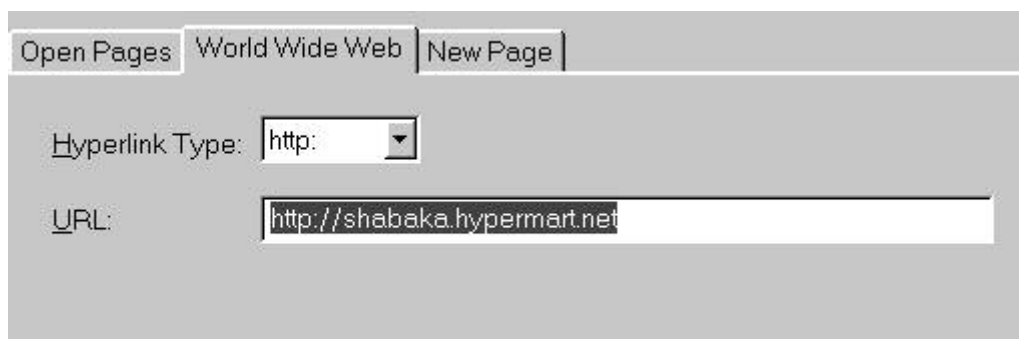 Open Pages World Wide Web New Page
Hyperlink Type: http:
URL: http://shabaka.hypermart.net